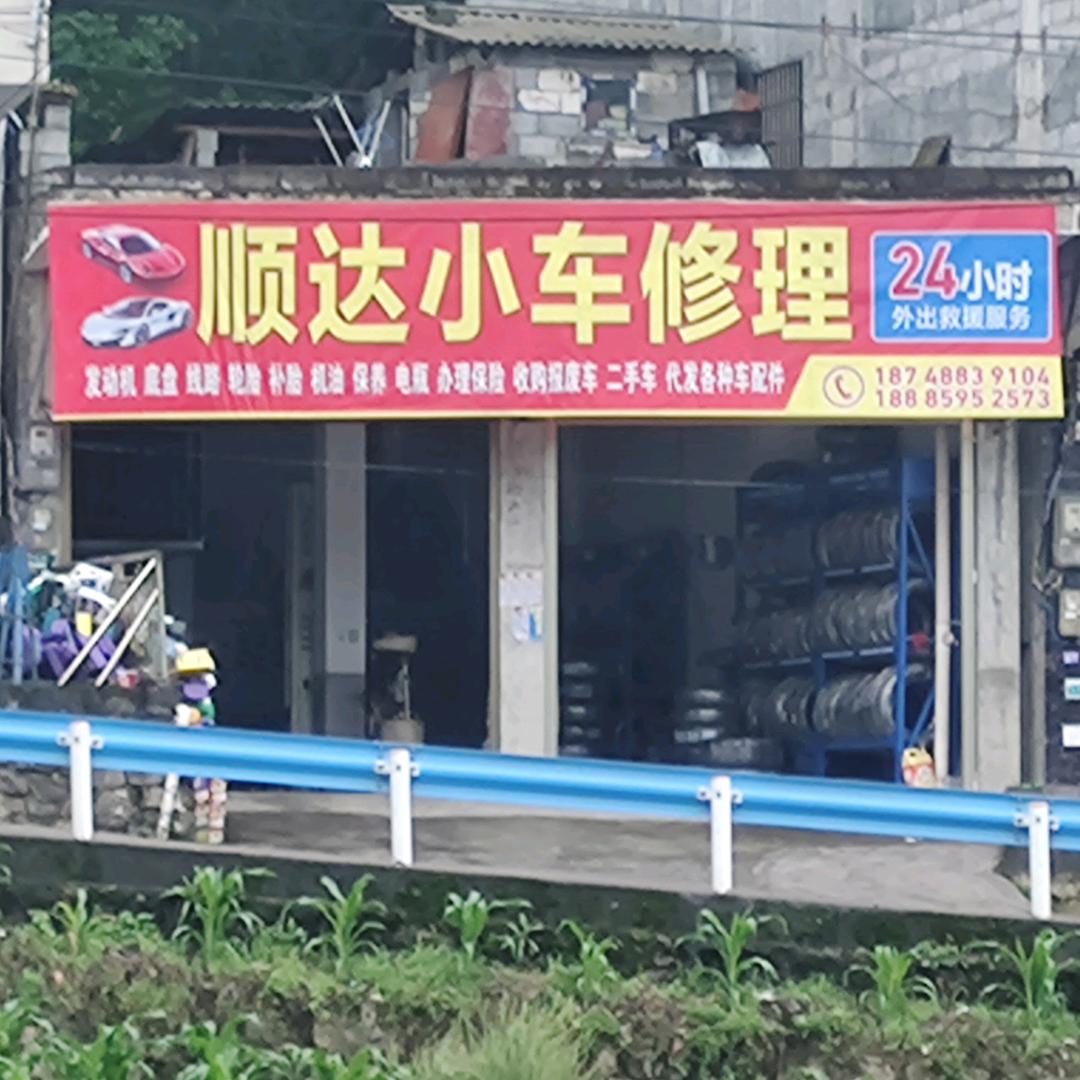 顺达小车修理
24小时
外出救援服务
发动机 底盘 线路 轮胎 补胎 机油 保养 电瓶 办理保险 收购报废车 二手车 代发各种车配件
187 4883 9104
188 8595 2573